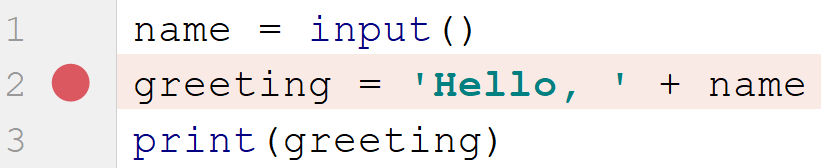 1 name = input()
2 greeting = 'Hello, ' + name
3 print(greeting)